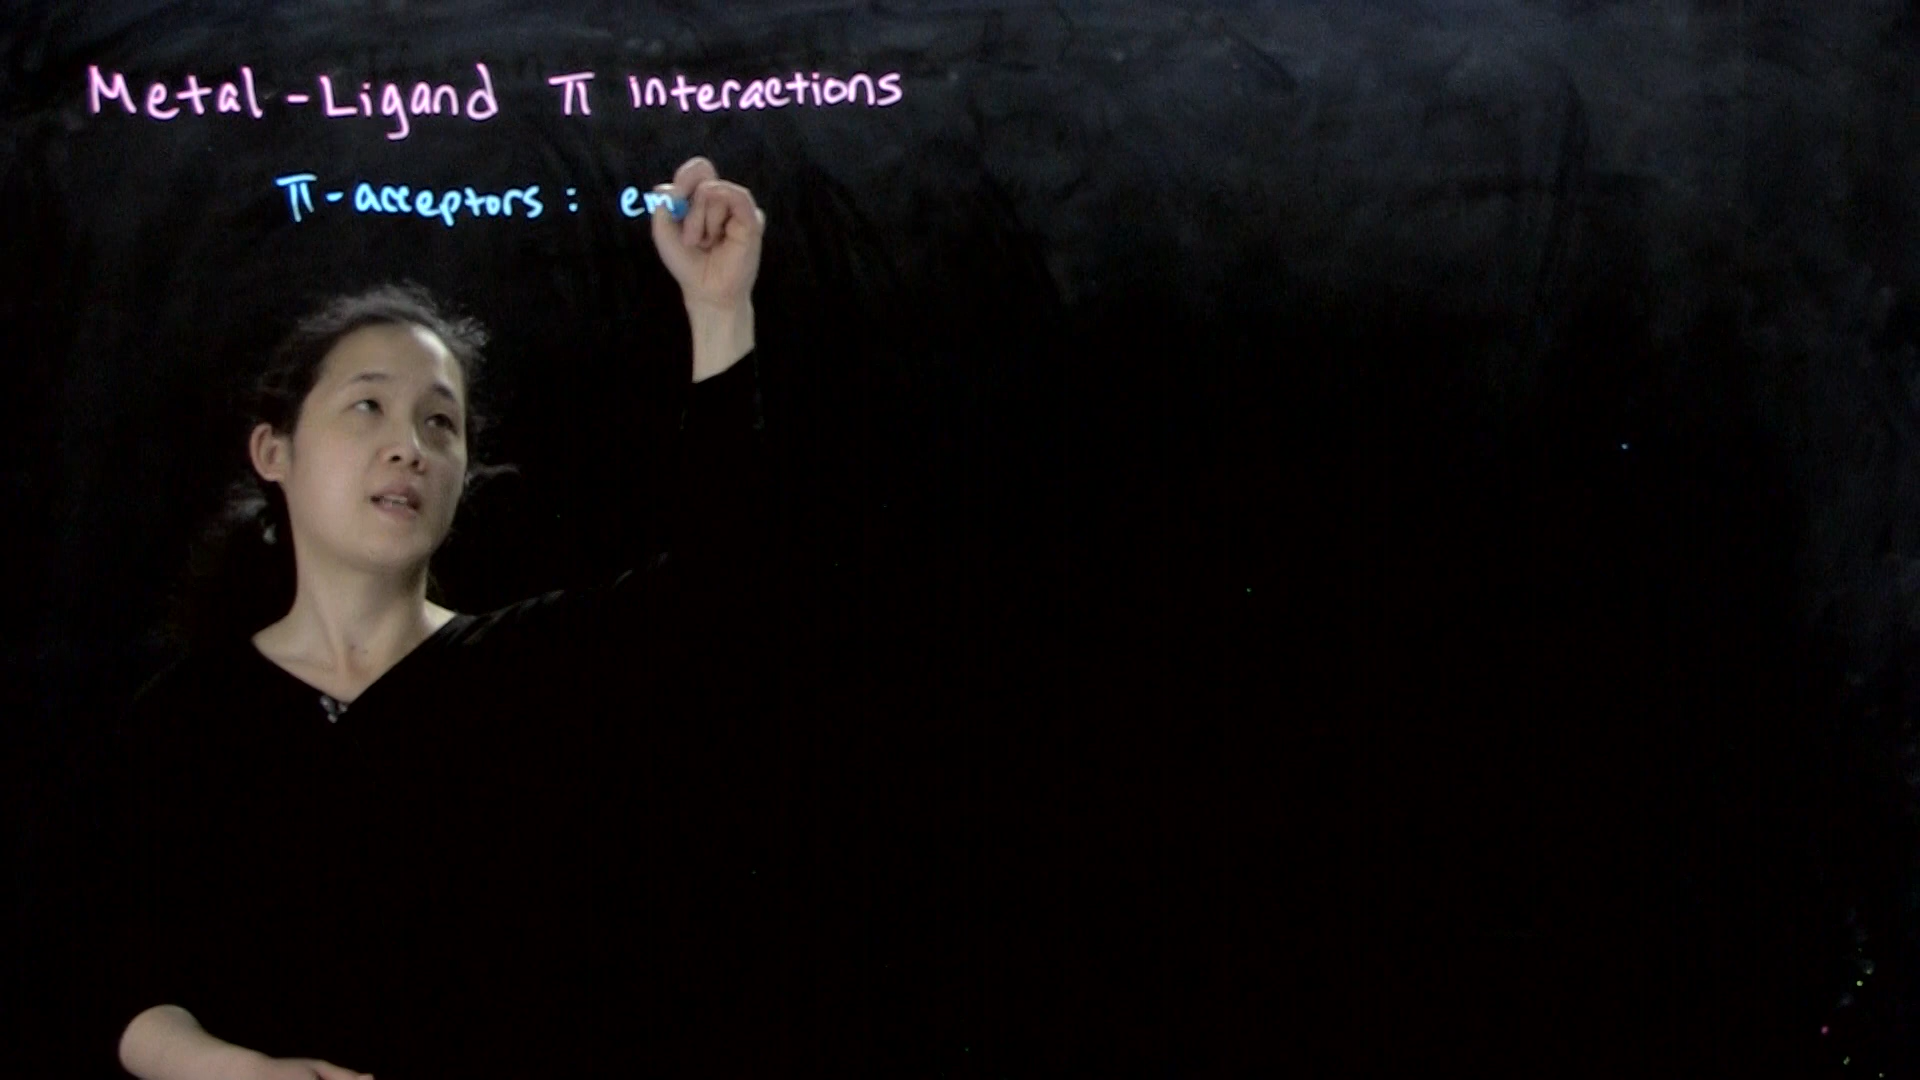 Metal-Ligand π interactions
π-acceptors: em